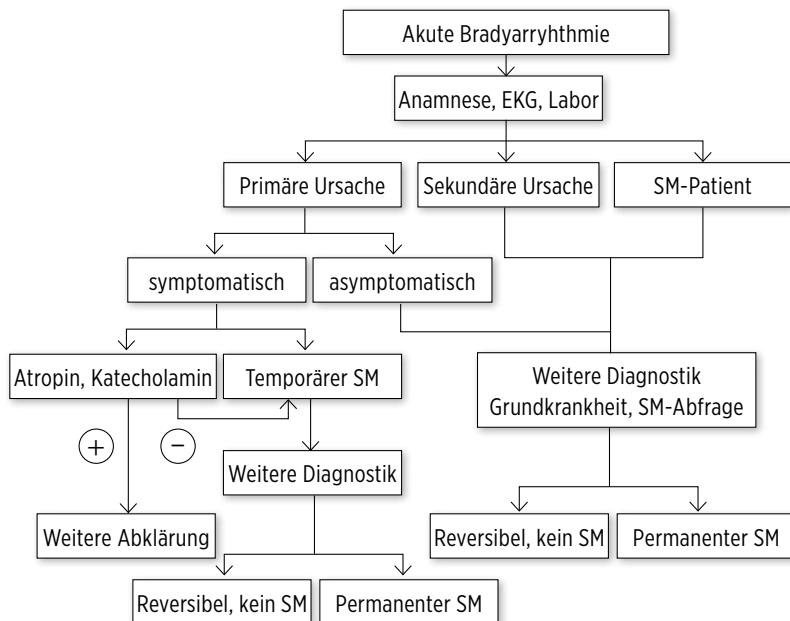 Akute Bradyarryhthmie
Anamnese, EKG, Labor
Primäre Ursache
Sekundäre Ursache
SM-Patient
symptomatisch
asymptomatisch
Atropin, Katecholamin
Temporärer SM
Weitere Diagnostik
Grundkrankheit, SM-Abfrage
+
−
Weitere Diagnostik
Weitere Abklärung
Reversibel, kein SM
Permanenter SM
Reversibel, kein SM
Permanenter SM